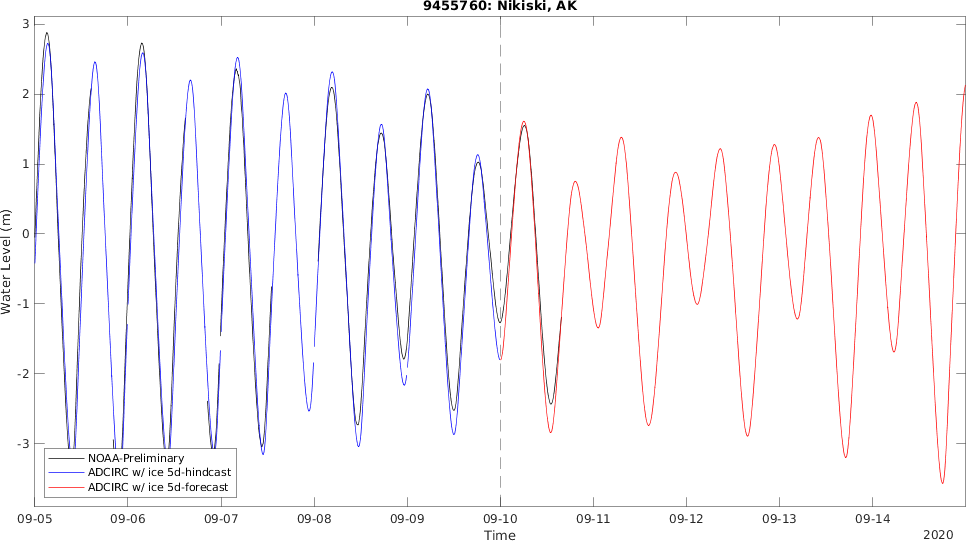 9455760: Nikiski, AK
3
2
1
0
-1
-2
-3
Water Level (m)
NOAA-Preliminary
ADCIRC w/ ice 5d-hindcast
ADCIRC w/ ice 5d-forecast
09-05 09-06 09-07 09-08 09-09 09-10 09-11 09-12 09-13 09-14
Time
2020